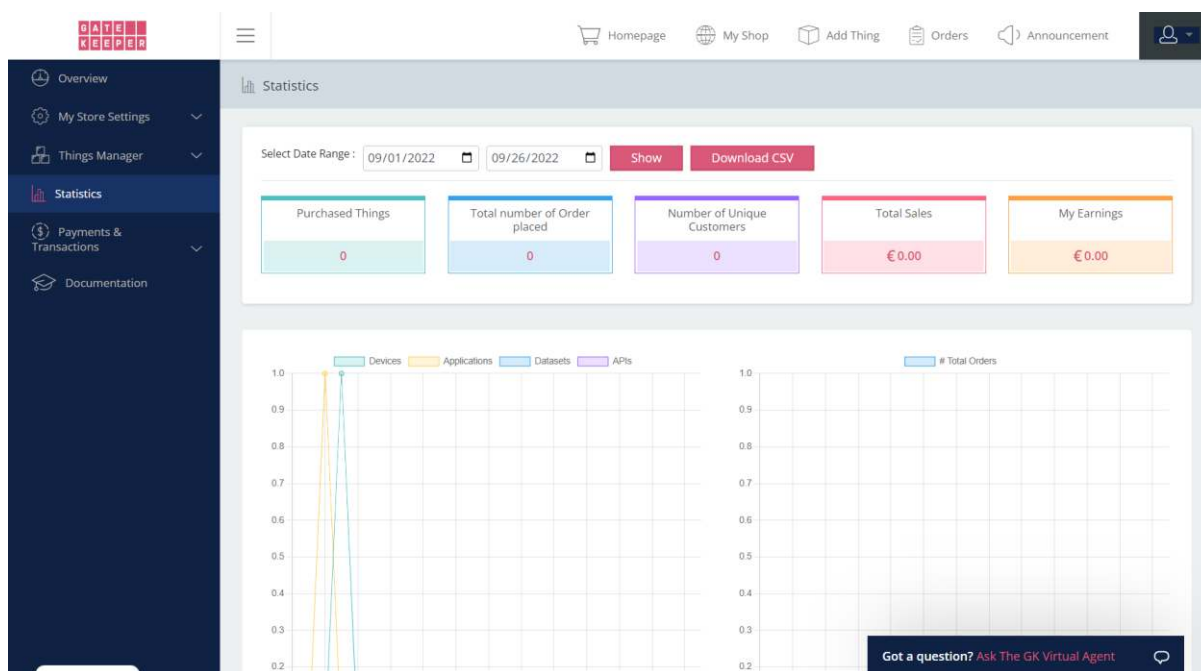 GATE
KEEPER
Homepage
My Shop
Add Thing
Orders
Announcement
Overview
My Store Settings
Things Manager
Statistics
Payments &
Transactions
Documentation
Statistics
Select Date Range :
09/01/2022
09/26/2022
Show
Download CSV
Purchased Things
0
Total number of Order
placed
0
Number of Unique
Customers
0
Total Sales
€ 0.00
My Earnings
€ 0.00
Devices
Applications
Datasets
APIs
1.0
0.9
0.8
0.7
0.6
0.5
0.4
0.3
0.2
# Total Orders
1.0
0.9
0.8
0.7
0.6
0.5
0.4
0.3
0.2
Got a question? Ask The GK Virtual Agent